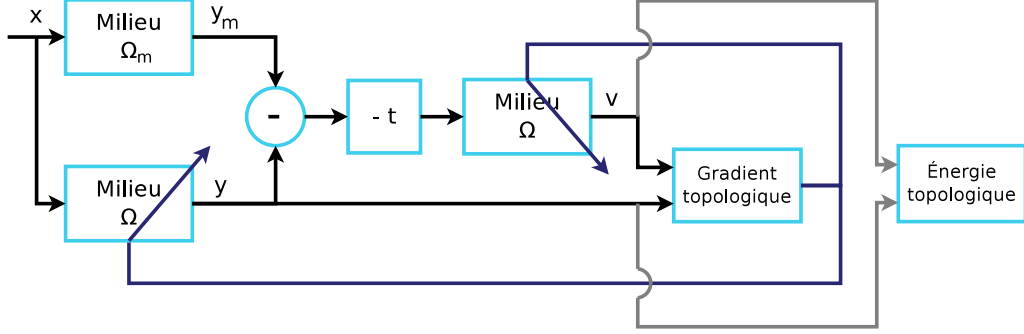 x
Milieu
Ωm
ym
-
- t
Milieu
Ω
v
Milieu
Ω
y
Gradient
topologique
Énergie
topologique